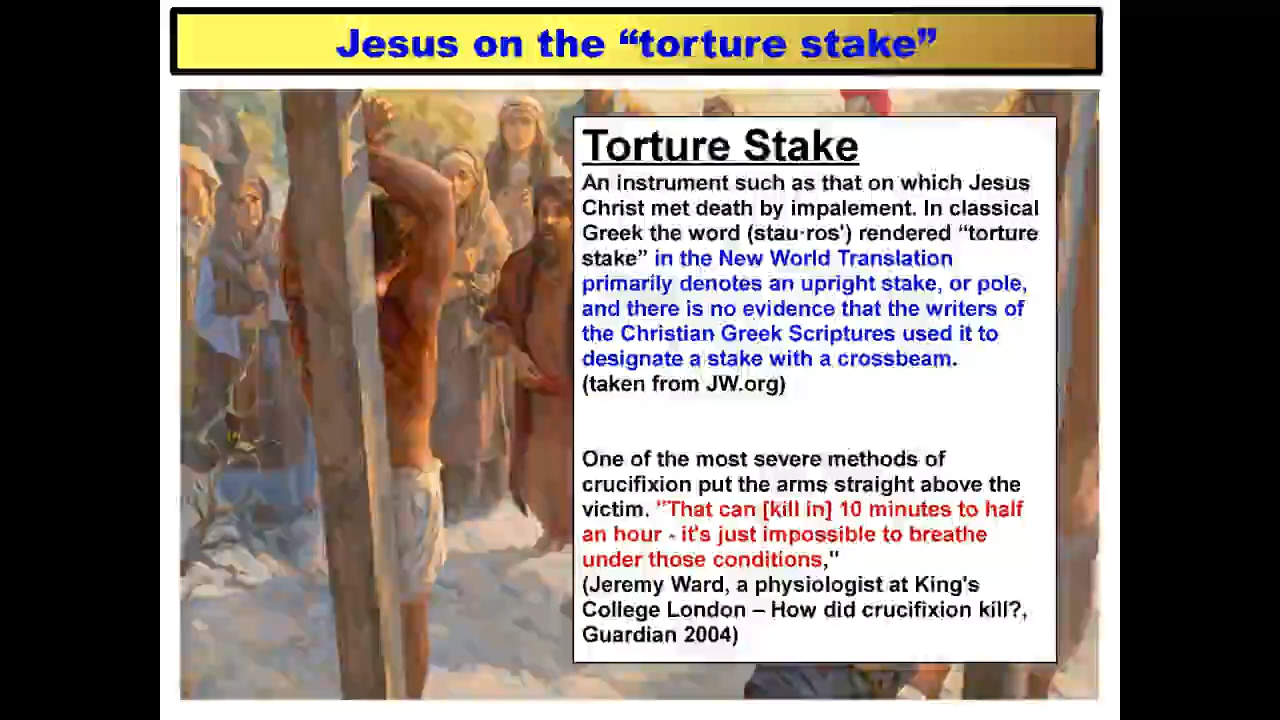 Jesus on the “torture stake”
Torture Stake
An instrument such as that on which Jesus
Christ met death by impalement. In classical
Greek the word (stau·ros') rendered “torture
stake” in the New World Translation
primarily denotes an upright stake, or pole,
and there is no evidence that the writers of
the Christian Greek Scriptures used it to
designate a stake with a crossbeam.
(taken from JW.org)
One of the most severe methods of
crucifixion put the arms straight above the
victim. "That can [kill in] 10 minutes to half
an hour - it's just impossible to breathe
under those conditions,"
(Jeremy Ward, a physiologist at King's
College London – How did crucifixion kill?,
Guardian 2004)